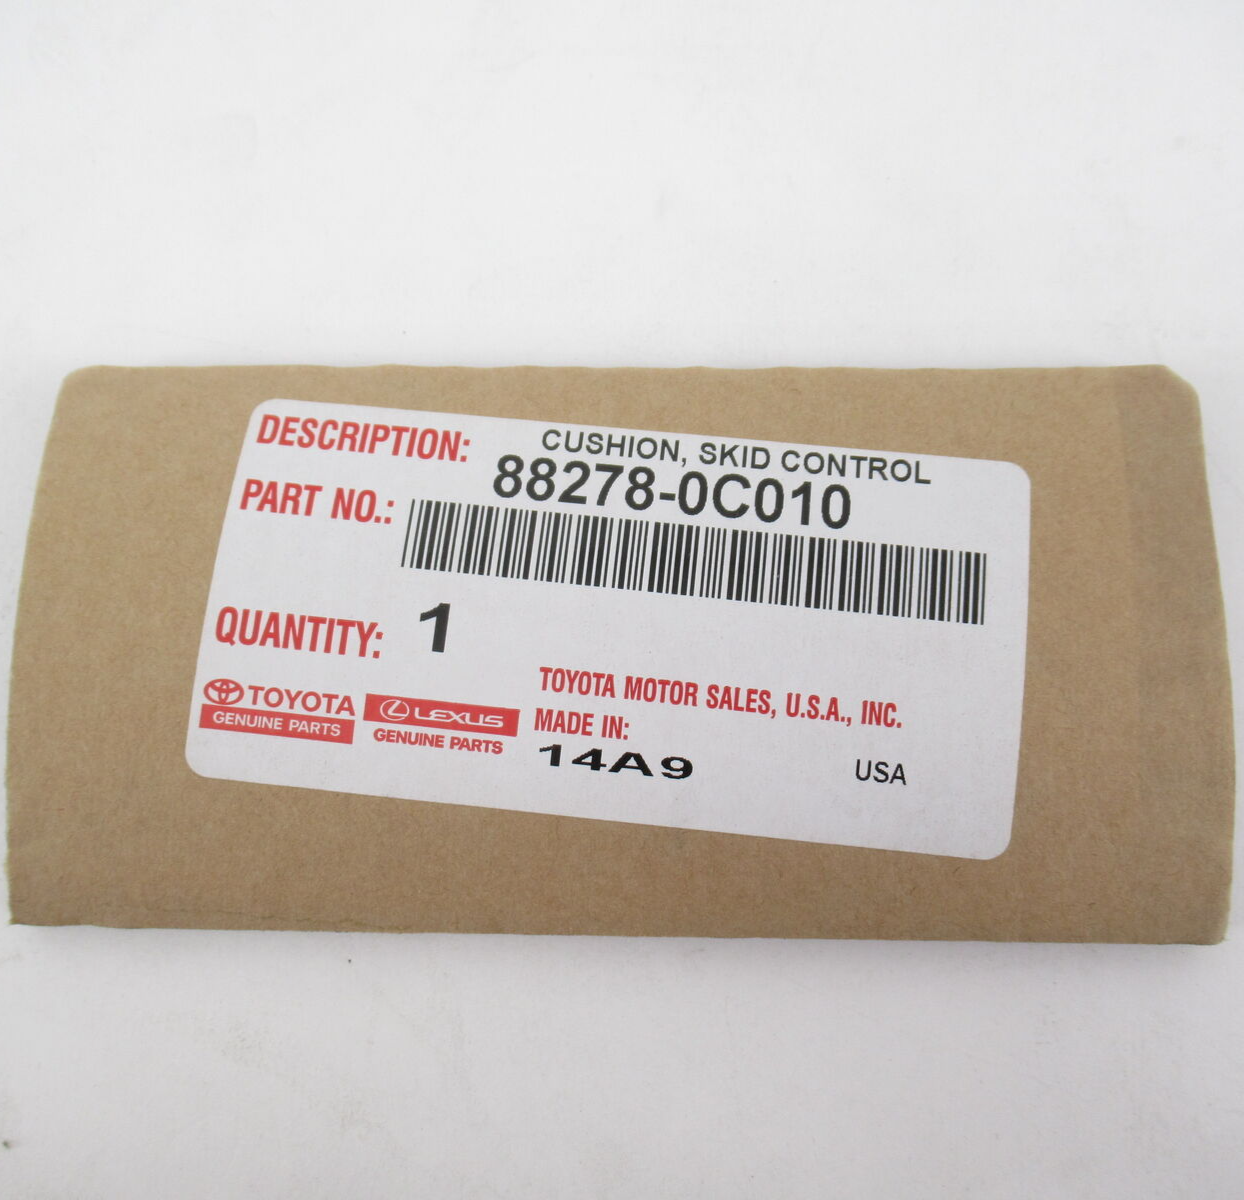 DESCRIPTION: CUSHION, SKID CONTROL
PART NO.: 88278-0C010
QUANTITY: 1
TOYOTA
GENUINE PARTS
LEXUS
GENUINE PARTS
TOYOTA MOTOR SALES, U.S.A., INC.
MADE IN:
14A9 USA